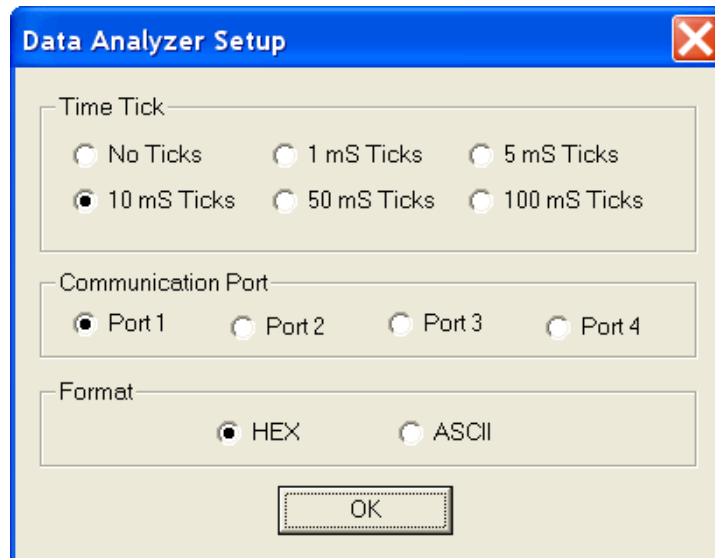 Data Analyzer Setup
Time Tick
No Ticks 1 mS Ticks 5 mS Ticks
10 mS Ticks 50 mS Ticks 100 mS Ticks
Communication Port
Port 1 Port 2 Port 3 Port 4
Format
HEX ASCII
OK